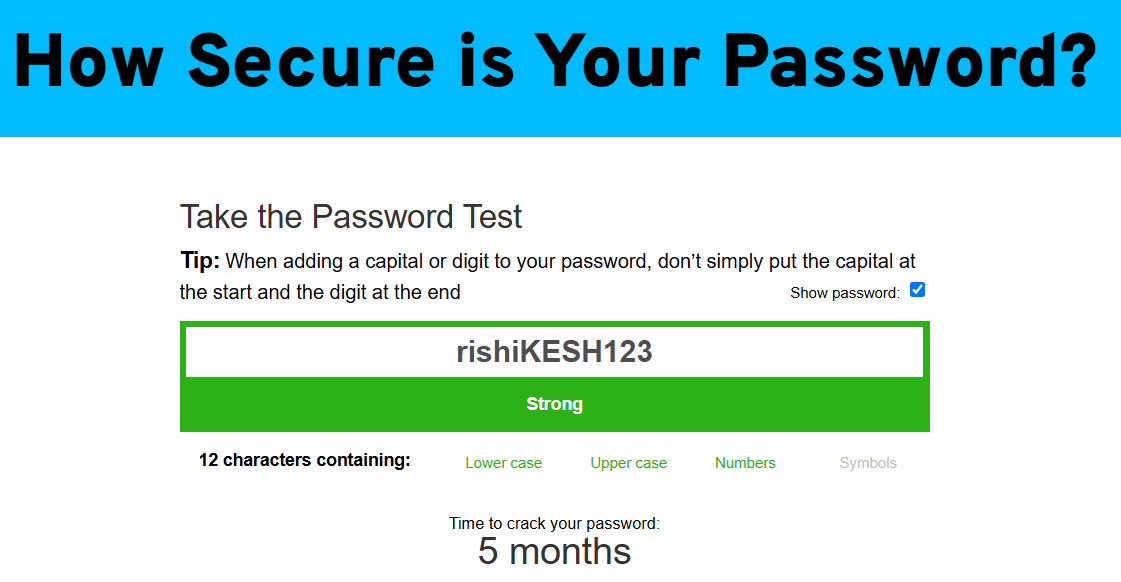 How Secure is Your Password?
Take the Password Test
Tip: When adding a capital or digit to your password, don’t simply put the capital at
the start and the digit at the end
Show password:
rishiKESH123
Strong
12 characters containing: Lower case Upper case Numbers Symbols
Time to crack your password:
5 months